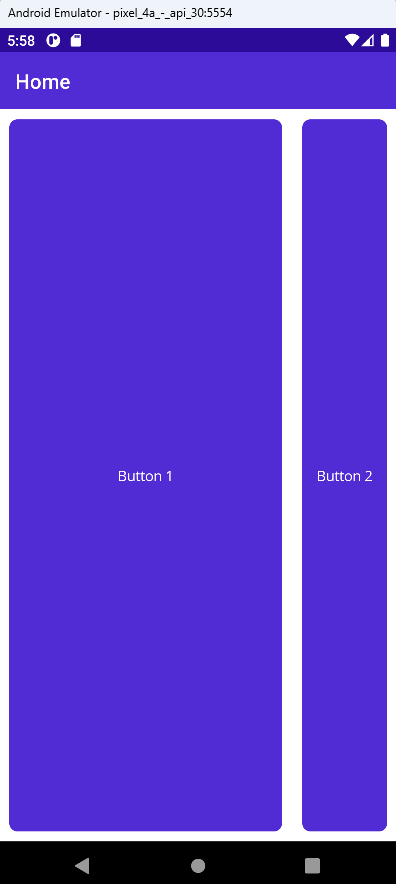 Android Emulator - pixel_4a_-_api_30:5554
5:58
Home
Button 1
Button 2